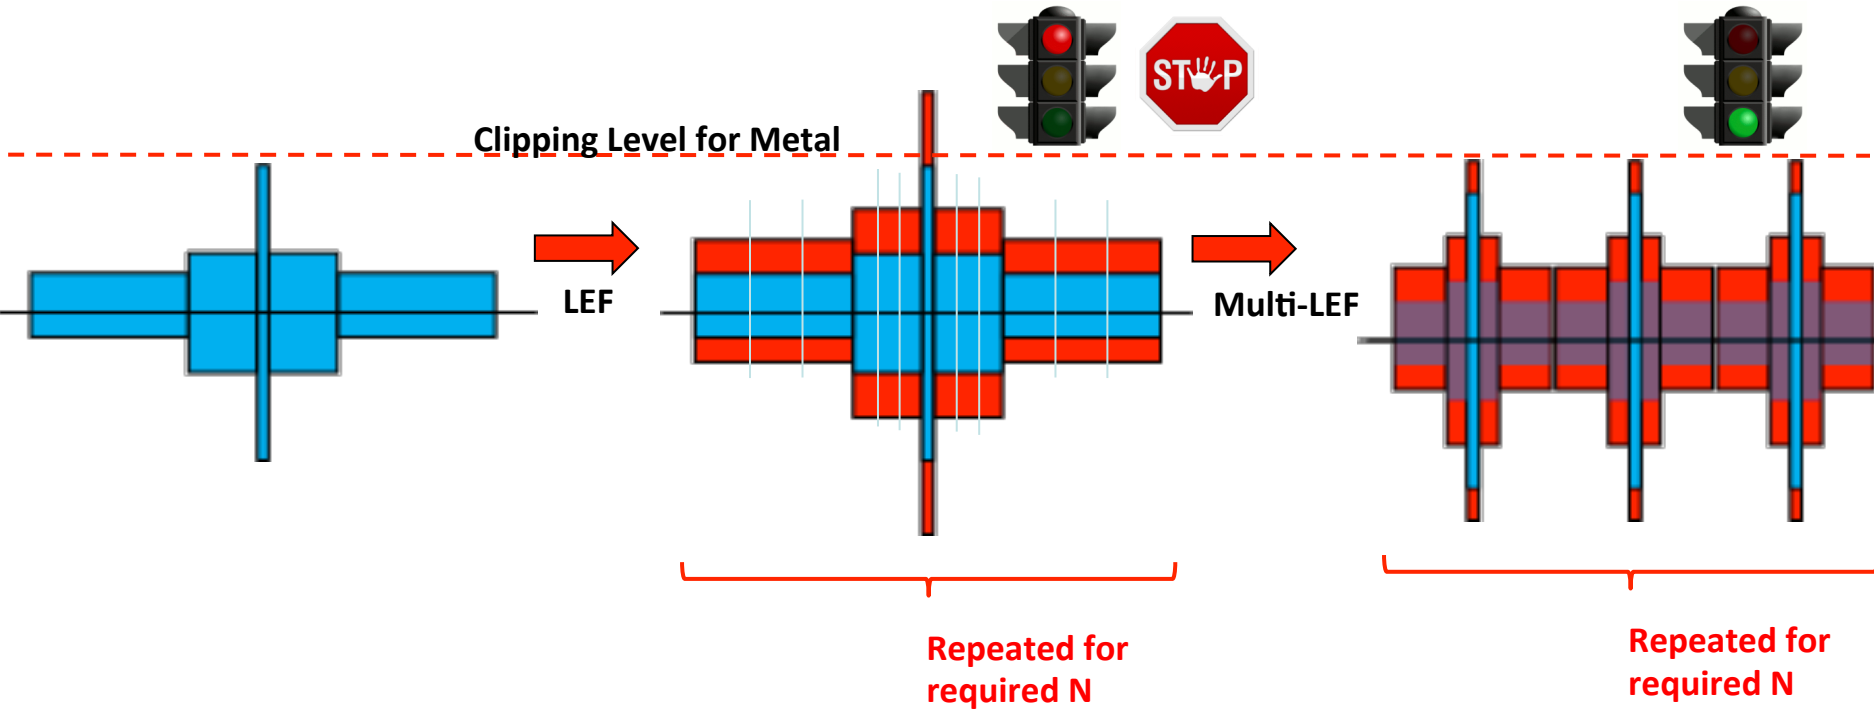 STOP
Clipping Level for Metal
LEF
Multi-LEF
Repeated for
required N
Repeated for
required N